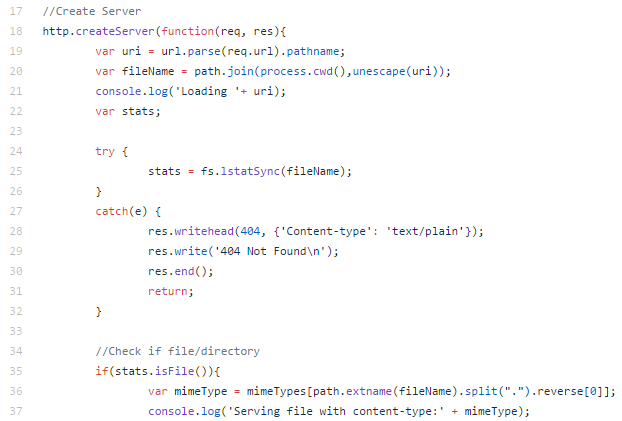 17 //Create Server
18 http.createServer(function(req, res){
19 var uri = url.parse(req.url).pathname;
20 var fileName = path.join(process.cwd(),unescape(uri));
21 console.log('Loading '+ uri);
22 var stats;
23
24 try {
25 stats = fs.lstatSync(fileName);
26 }
27 catch(e) {
28 res.writehead(404, {'Content-type': 'text/plain'});
29 res.write('404 Not Found\n');
30 res.end();
31 return;
32 }
33
34 //Check if file/directory
35 if(stats.isFile()){
36 var mimeType = mimeTypes[path.extname(fileName).split(".").reverse[0]];
37 console.log('Serving file with content-type:' + mimeType);